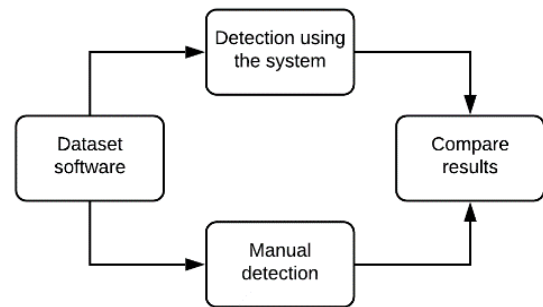 Detection using
the system
Dataset
software
Compare
results
Manual
detection